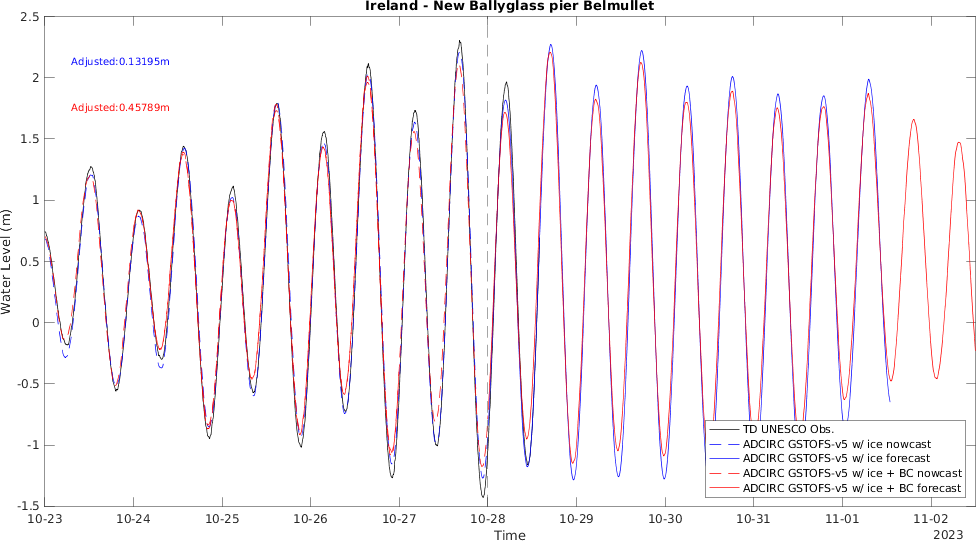 Ireland - New Ballyglass pier Belmullet
2.5
2
1.5
1
0.5
0
-0.5
-1
-1.5
Water Level (m)
Adjusted:0.13195m
Adjusted:0.45789m
TD UNESCO Obs.
ADCIRC GSTOFS-v5 w/ ice nowcast
ADCIRC GSTOFS-v5 w/ ice forecast
ADCIRC GSTOFS-v5 w/ ice + BC nowcast
ADCIRC GSTOFS-v5 w/ ice + BC forecast
10-23 10-24 10-25 10-26 10-27 10-28 10-29 10-30 10-31 11-01 11-02
Time
2023